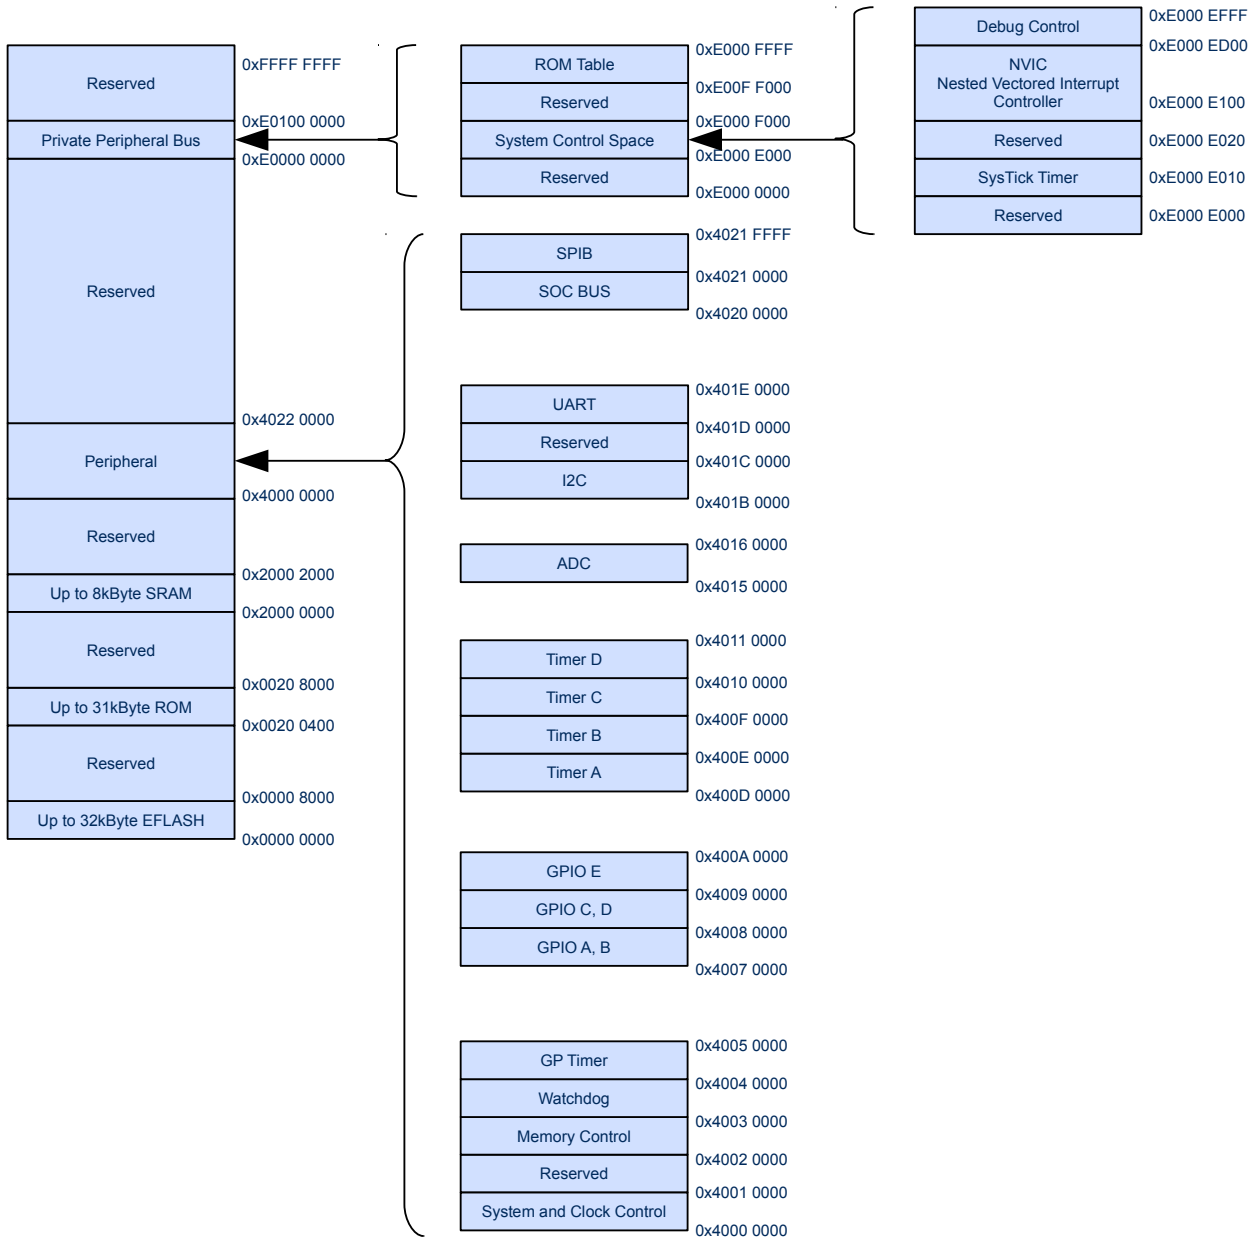 Reserved
0xFFFF FFFF
0xE0100 0000
Private Peripheral Bus
0xE0000 0000
Reserved
0x4022 0000
Peripheral
0x4000 0000
Reserved
0x2000 2000
Up to 8kByte SRAM
0x2000 0000
Reserved
0x0020 8000
Up to 31kByte ROM
0x0020 0400
Reserved
0x0000 8000
Up to 32kByte EFLASH
0x0000 0000
0xE000 FFFF
ROM Table
0xE00F F000
Reserved
0xE000 F000
System Control Space
0xE000 E000
Reserved
0xE000 0000
0x4021 FFFF
SPIB
0x4021 0000
SOC BUS
0x4020 0000
0x401E 0000
UART
0x401D 0000
Reserved
0x401C 0000
I2C
0x401B 0000
0x4016 0000
ADC
0x4015 0000
0x4011 0000
Timer D
0x4010 0000
Timer C
0x400F 0000
Timer B
0x400E 0000
Timer A
0x400D 0000
0x400A 0000
GPIO E
0x4009 0000
GPIO C, D
0x4008 0000
GPIO A, B
0x4007 0000
0x4005 0000
GP Timer
0x4004 0000
Watchdog
0x4003 0000
Memory Control
0x4002 0000
Reserved
0x4001 0000
System and Clock Control
0x4000 0000
0xE000 EFFF
Debug Control
0xE000 ED00
NVIC
Nested Vectored Interrupt
Controller
0xE000 E100
Reserved
0xE000 E020
SysTick Timer
0xE000 E010
Reserved
0xE000 E000